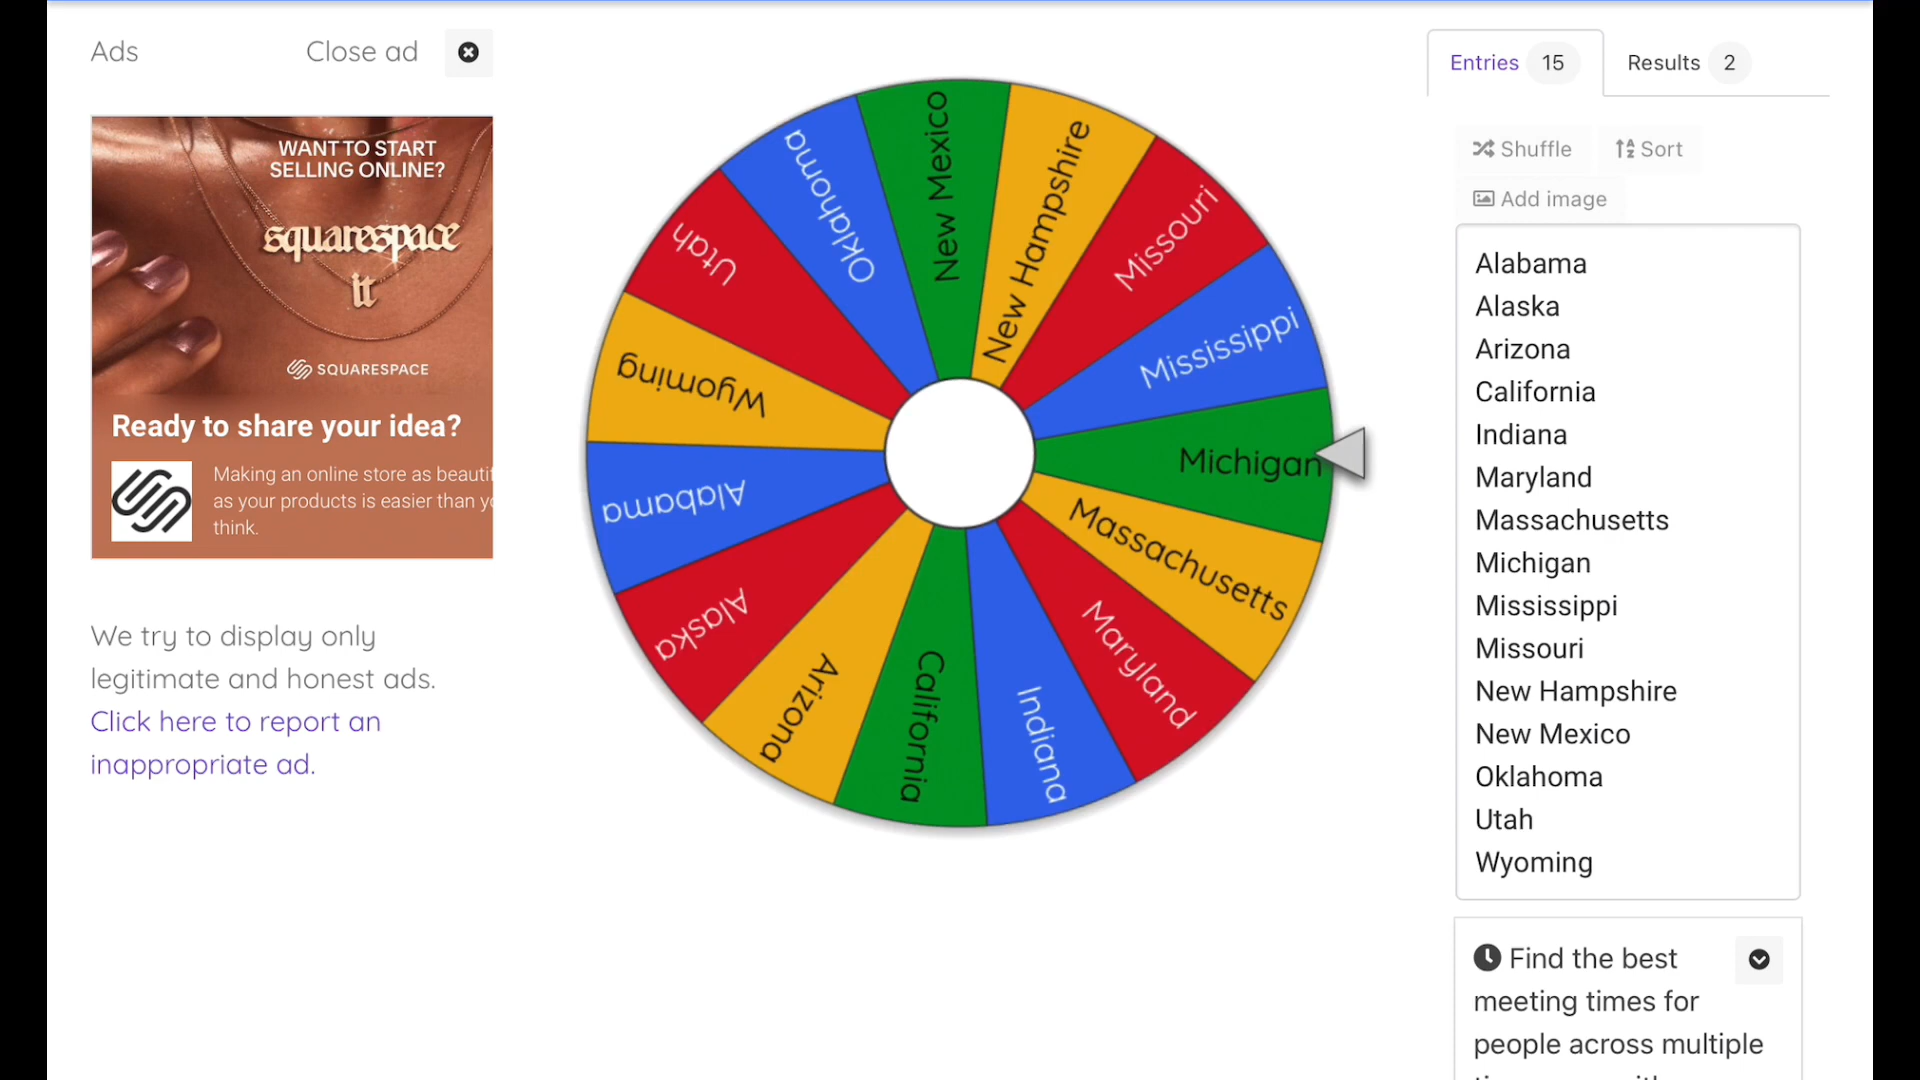 Ads
Close ad
WANT TO START
SELLING ONLINE?
squarespace
it
SQUARESPACE
Ready to share your idea?
Making an online store as beautif
as your products is easier than yo
think.
We try to display only
legitimate and honest ads.
Click here to report an
inappropriate ad.
New Mexico
New Hampshire
Missouri
Mississippi
Michigan
Massachusetts
Maryland
Indiana
California
Arizona
Alaska
Alabama
Wyoming
Utah
Oklahoma
Entries 15
Results 2
Shuffle
Sort
Add image
Alabama
Alaska
Arizona
California
Indiana
Maryland
Massachusetts
Michigan
Mississippi
Missouri
New Hampshire
New Mexico
Oklahoma
Utah
Wyoming
Find the best
meeting times for
people across multiple